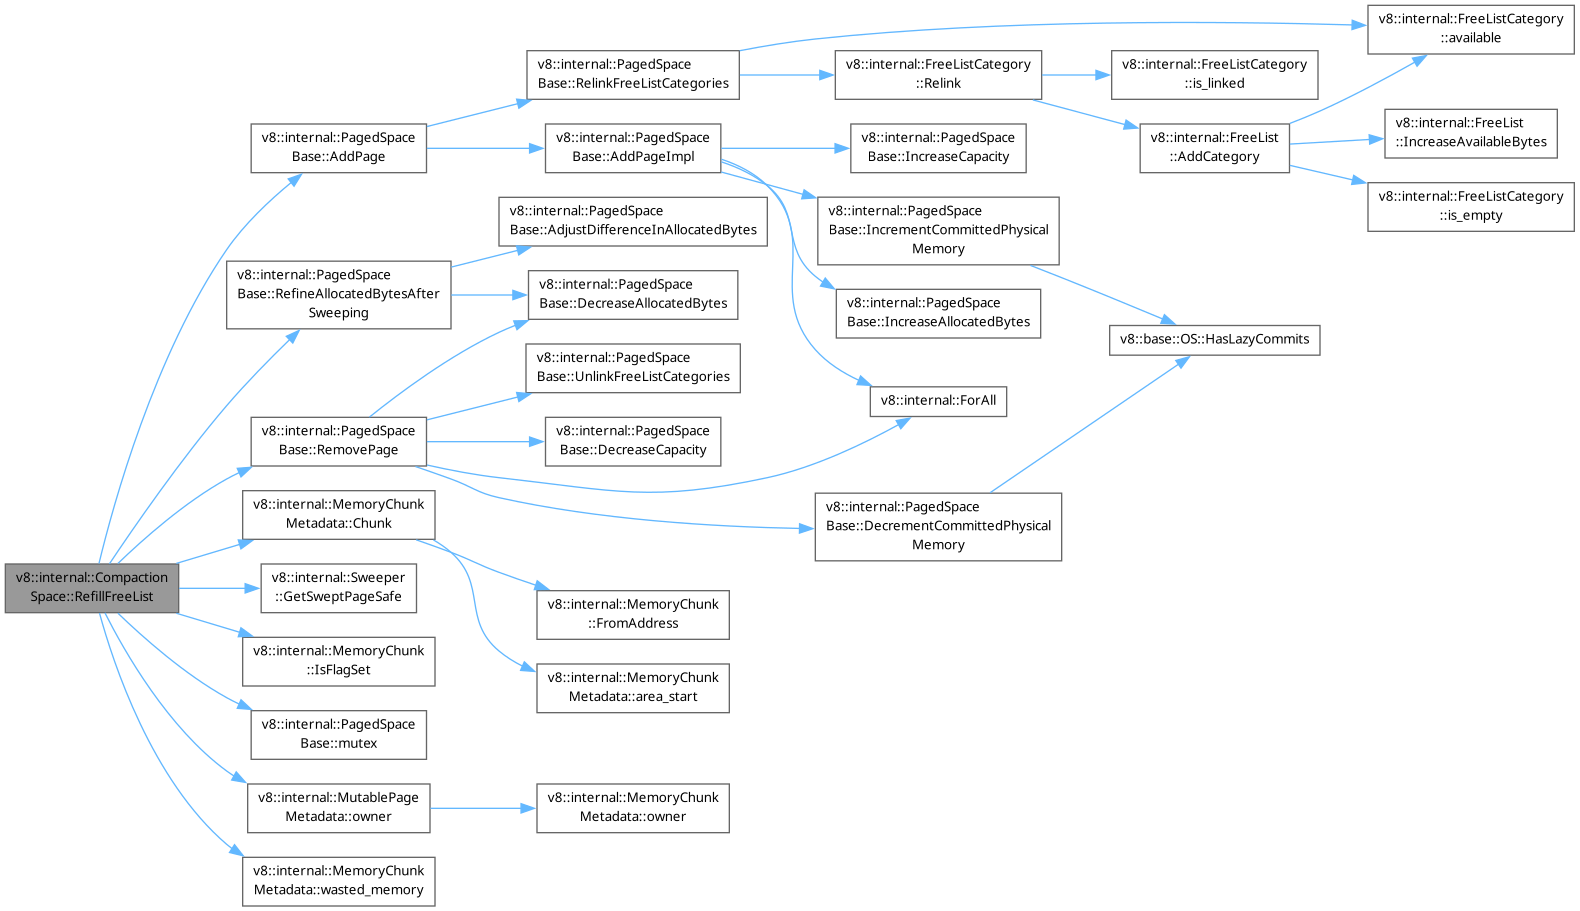 v8::internal::FreeListCategory
::available
v8::internal::PagedSpace
Base::RelinkFreeListCategories
v8::internal::FreeListCategory
::Relink
v8::internal::FreeListCategory
::is_linked
v8::internal::PagedSpace
Base::AddPage
v8::internal::PagedSpace
Base::AddPageImpl
v8::internal::PagedSpace
Base::IncreaseCapacity
v8::internal::FreeList
::AddCategory
v8::internal::FreeList
::IncreaseAvailableBytes
v8::internal::FreeListCategory
::is_empty
v8::internal::PagedSpace
Base::AdjustDifferenceInAllocatedBytes
v8::internal::PagedSpace
Base::IncrementCommittedPhysical
Memory
v8::internal::PagedSpace
Base::RefineAllocatedBytesAfter
Sweeping
v8::internal::PagedSpace
Base::DecreaseAllocatedBytes
v8::internal::PagedSpace
Base::IncreaseAllocatedBytes
v8::base::OS::HasLazyCommits
v8::internal::PagedSpace
Base::UnlinkFreeListCategories
v8::internal::ForAll
v8::internal::PagedSpace
Base::RemovePage
v8::internal::PagedSpace
Base::DecreaseCapacity
v8::internal::MemoryChunk
Metadata::Chunk
v8::internal::PagedSpace
Base::DecrementCommittedPhysical
Memory
v8::internal::Compaction
Space::RefillFreeList
v8::internal::Sweeper
::GetSweptPageSafe
v8::internal::MemoryChunk
::FromAddress
v8::internal::MemoryChunk
::IsFlagSet
v8::internal::MemoryChunk
Metadata::area_start
v8::internal::PagedSpace
Base::mutex
v8::internal::MutablePage
Metadata::owner
v8::internal::MemoryChunk
Metadata::owner
v8::internal::MemoryChunk
Metadata::wasted_memory